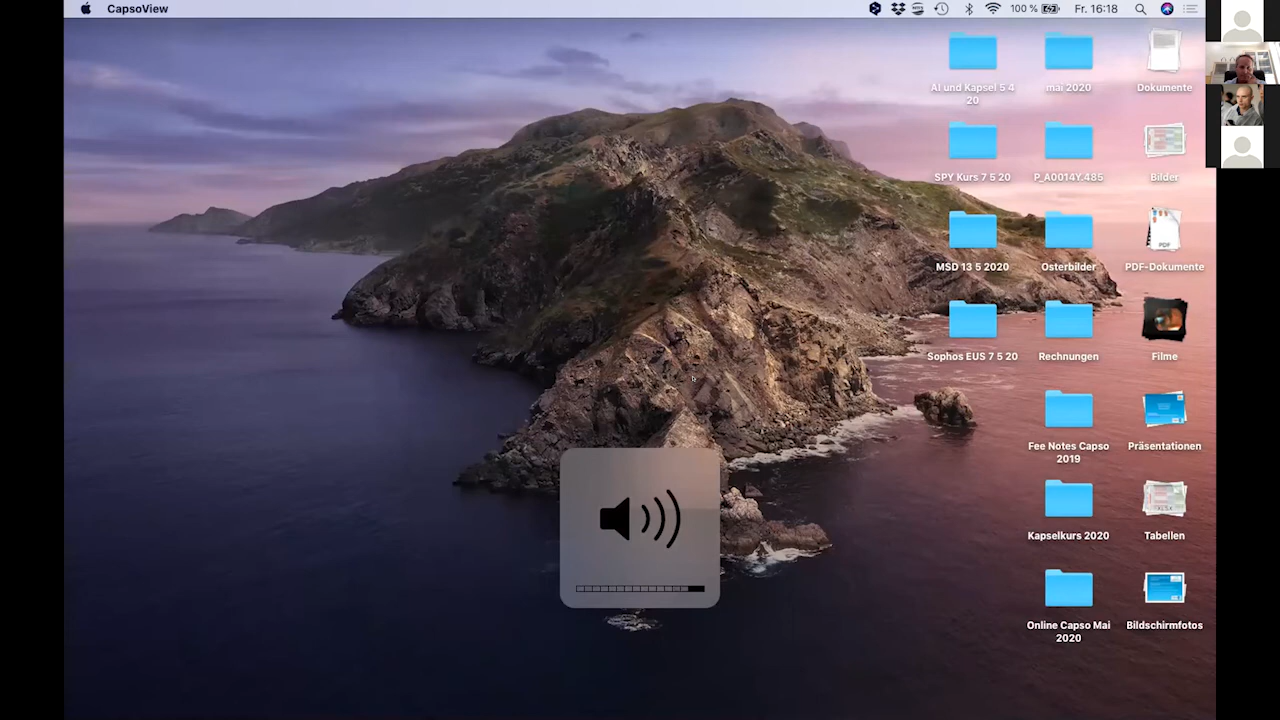 CapsoView
100 %
Fr. 16:18
AI und Kapsel 5 4
20
mai 2020
Dokumente
SPY Kurs 7 5 20
P_A0014Y.485
Bilder
MSD 13 5 2020
Osterbilder
PDF
PDF-Dokumente
Sophos EUS 7 5 20
Rechnungen
Filme
Fee Notes Capso
2019
Präsentationen
Kapselkurs 2020
XLSX
Tabellen
Online Capso Mai
2020
Bildschirmfotos